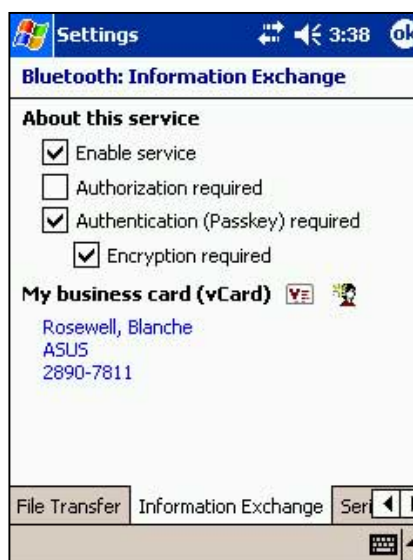 Settings 3:38 ok
Bluetooth: Information Exchange
About this service
Enable service
Authorization required
Authentication (Passkey) required
Encryption required
My business card (vCard)
Rosewell, Blanche
ASUS
2890-7811
File Transfer Information Exchange Seri